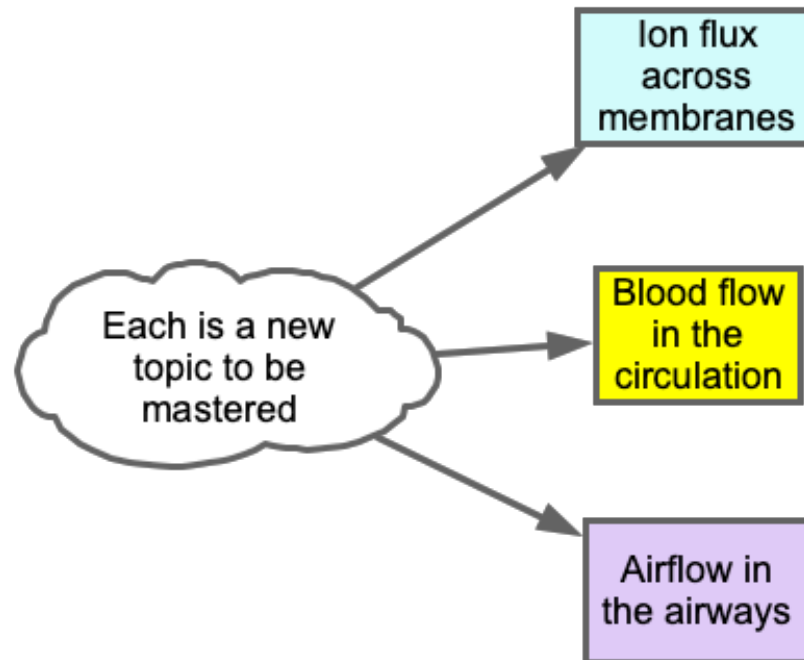 Ion flux
across
membranes
Each is a new
topic to be
mastered
Blood flow
in the
circulation
Airflow in
the airways